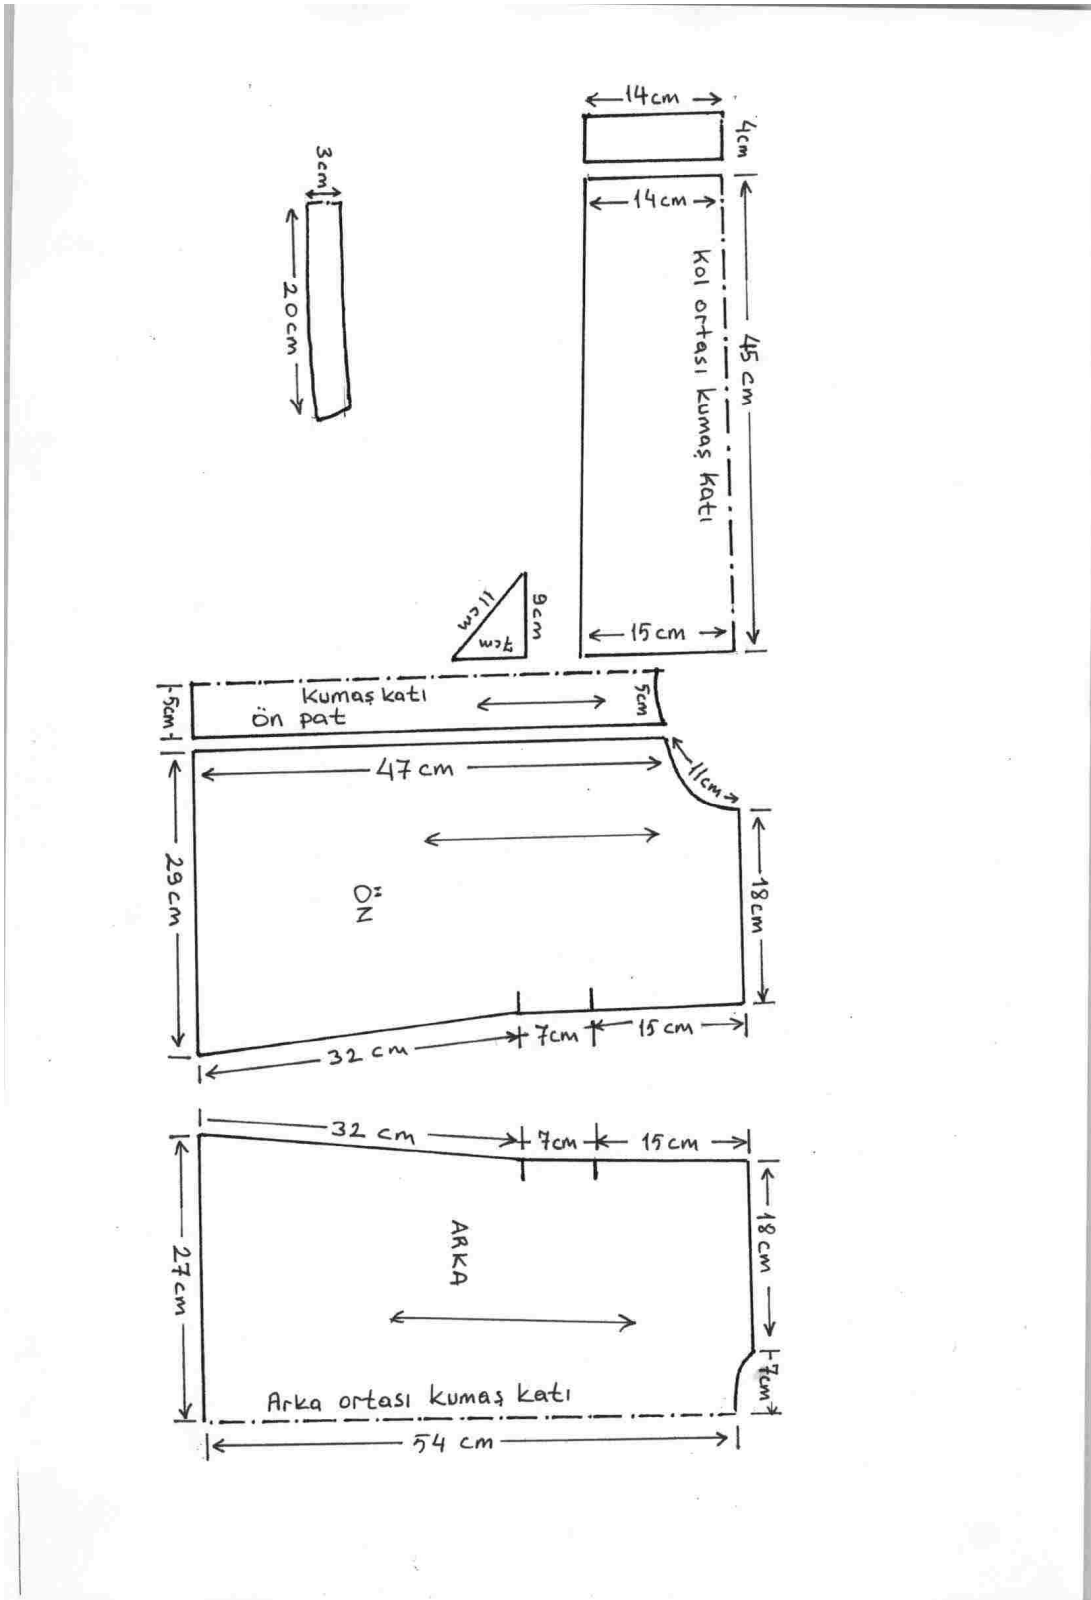 14cm
4cm
3cm
14cm
20cm
Kol ortası kumaş katı
45 cm
15cm
11cm
9cm
7cm
Kumaş katı
Ön pat
5cm
5cm
47 cm
11cm
29cm
ÖN
18cm
32 cm
7cm
15cm
32 cm
7cm
15cm
27cm
ARKA
18cm
7cm
Arka ortası kumaş katı
54 cm